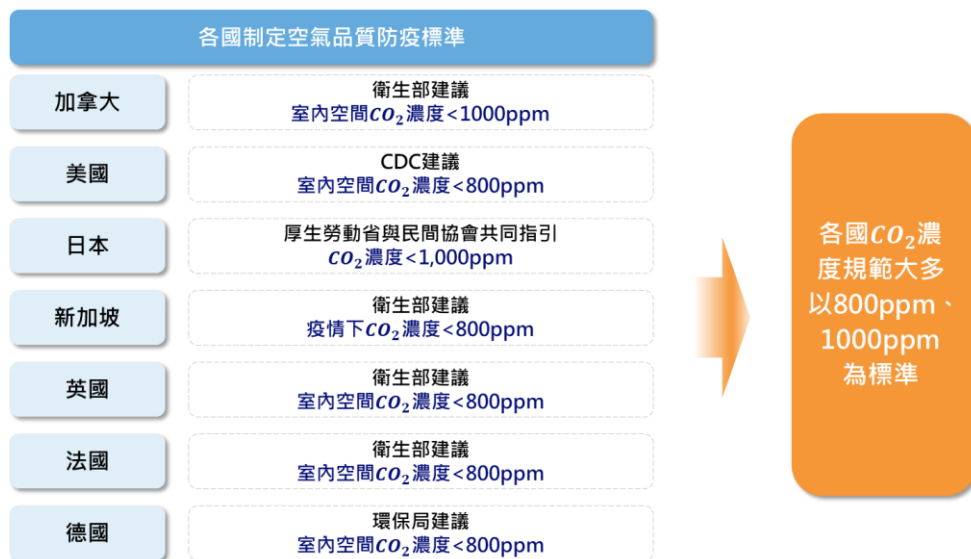 各國制定空氣品質防疫標準
加拿大
衛生部建議
室內空間CO₂濃度<1000ppm
美國
CDC建議
室內空間CO₂濃度<800ppm
日本
厚生勞動省與民間協會共同指引
CO₂濃度<1,000ppm
新加坡
衛生部建議
疫情下CO₂濃度<800ppm
英國
衛生部建議
室內空間CO₂濃度<800ppm
法國
衛生部建議
室內空間CO₂濃度<800ppm
德國
環保局建議
室內空間CO₂濃度<800ppm
各國CO₂濃
度規範大多
以800ppm、
1000ppm
為標準